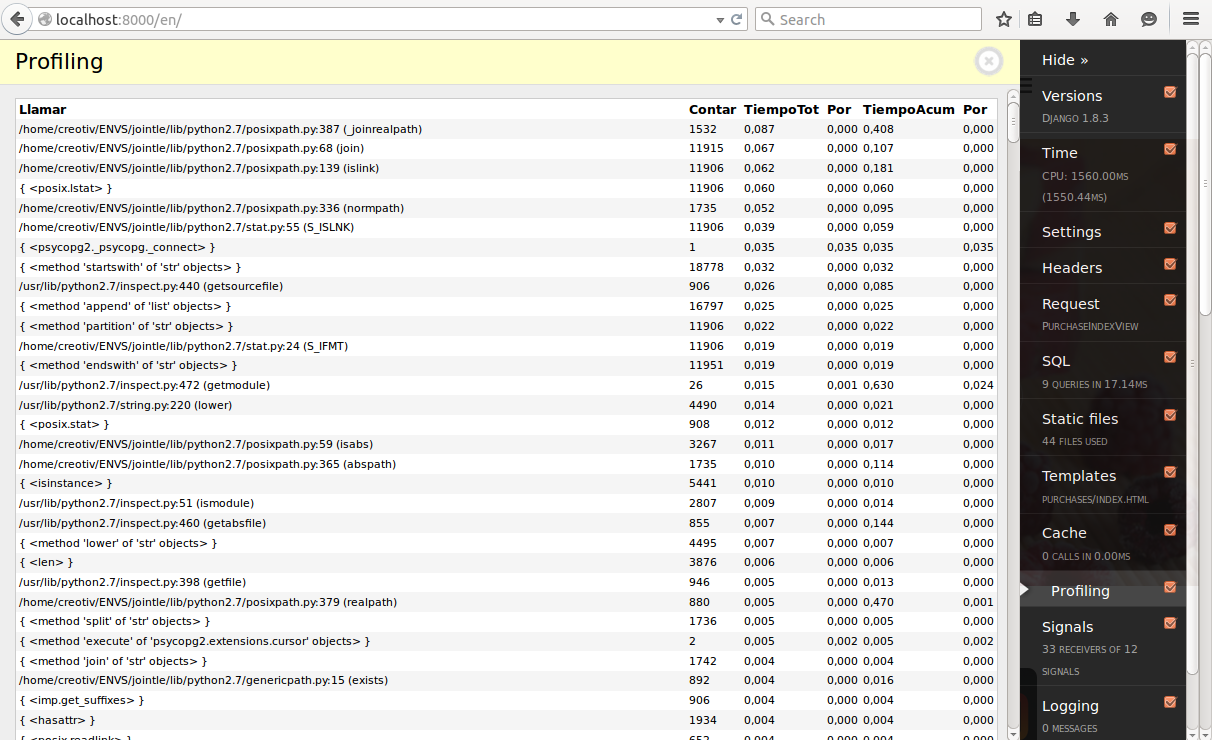 localhost:8000/en/
Search
Profiling
Llamar Contar TiempoTot Por TiempoAcum Por
/home/creotiv/ENVS/jointle/lib/python2.7/posixpath.py:387 (_joinrealpath) 1532 0,087 0,000 0,408 0,000
/home/creotiv/ENVS/jointle/lib/python2.7/posixpath.py:68 (join) 11915 0,067 0,000 0,107 0,000
/home/creotiv/ENVS/jointle/lib/python2.7/posixpath.py:139 (islink) 11906 0,062 0,000 0,181 0,000
{ <posix.lstat> } 11906 0,060 0,000 0,060 0,000
/home/creotiv/ENVS/jointle/lib/python2.7/posixpath.py:336 (normpath) 1735 0,052 0,000 0,095 0,000
/home/creotiv/ENVS/jointle/lib/python2.7/stat.py:55 (S_ISLNK) 11906 0,039 0,000 0,059 0,000
{ <psycopg2._psycopg._connect> } 1 0,035 0,035 0,035 0,035
{ <method 'startswith' of 'str' objects> } 18778 0,032 0,000 0,032 0,000
/usr/lib/python2.7/inspect.py:440 (getsourcefile) 906 0,026 0,000 0,085 0,000
{ <method 'append' of 'list' objects> } 16797 0,025 0,000 0,025 0,000
{ <method 'partition' of 'str' objects> } 11906 0,022 0,000 0,022 0,000
/home/creotiv/ENVS/jointle/lib/python2.7/stat.py:24 (S_IFMT) 11906 0,019 0,000 0,019 0,000
{ <method 'endswith' of 'str' objects> } 11951 0,019 0,000 0,019 0,000
/usr/lib/python2.7/inspect.py:472 (getmodule) 26 0,015 0,001 0,630 0,024
/usr/lib/python2.7/string.py:220 (lower) 4490 0,014 0,000 0,021 0,000
{ <posix.stat> } 908 0,012 0,000 0,012 0,000
/home/creotiv/ENVS/jointle/lib/python2.7/posixpath.py:59 (isabs) 3267 0,011 0,000 0,017 0,000
/home/creotiv/ENVS/jointle/lib/python2.7/posixpath.py:365 (abspath) 1735 0,010 0,000 0,114 0,000
{ <isinstance> } 5441 0,010 0,000 0,010 0,000
/usr/lib/python2.7/inspect.py:51 (ismodule) 2807 0,009 0,000 0,014 0,000
/usr/lib/python2.7/inspect.py:460 (getabsfile) 855 0,007 0,000 0,144 0,000
{ <method 'lower' of 'str' objects> } 4495 0,007 0,000 0,007 0,000
{ <len> } 3876 0,006 0,000 0,006 0,000
/usr/lib/python2.7/inspect.py:398 (getfile) 946 0,005 0,000 0,013 0,000
/home/creotiv/ENVS/jointle/lib/python2.7/posixpath.py:379 (realpath) 880 0,005 0,000 0,470 0,001
{ <method 'split' of 'str' objects> } 1736 0,005 0,000 0,005 0,000
{ <method 'execute' of 'psycopg2.extensions.cursor' objects> } 2 0,005 0,002 0,005 0,002
{ <method 'join' of 'str' objects> } 1742 0,004 0,000 0,004 0,000
/home/creotiv/ENVS/jointle/lib/python2.7/genericpath.py:15 (exists) 892 0,004 0,000 0,016 0,000
{ <imp.get_suffixes> } 906 0,004 0,000 0,004 0,000
{ <hasattr> } 1934 0,004 0,000 0,004 0,000
{ <posix.readlink> } 652 0,004 0,000 0,004 0,000
Hide »
Versions
DJANGO 1.8.3
Time
CPU: 1560.00MS
(1550.44MS)
Settings
Headers
Request
PURCHASEINDEXVIEW
SQL
9 QUERIES IN 17.14MS
Static files
44 FILES USED
Templates
PURCHASES/INDEX.HTML
Cache
0 CALLS IN 0.00MS
Profiling
Signals
33 RECEIVERS OF 12
SIGNALS
Logging
0 MESSAGES